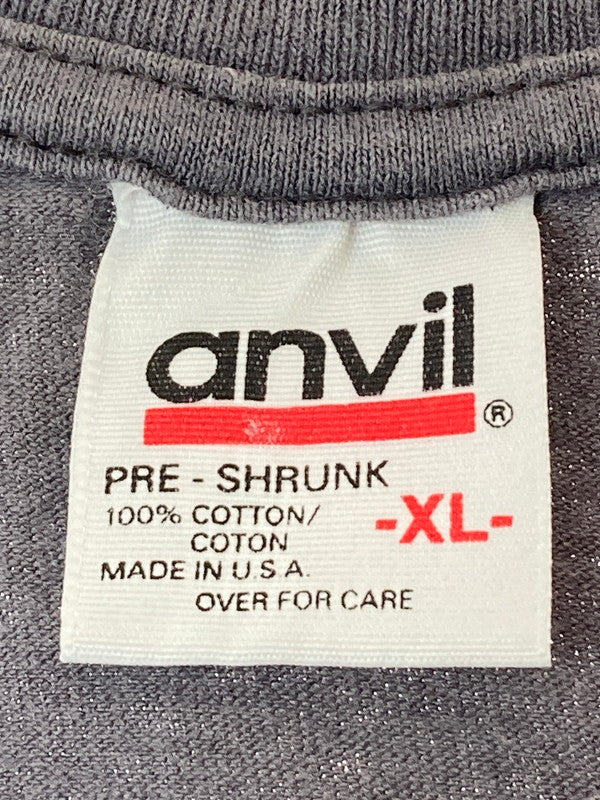 anvil ®
PRE - SHRUNK
100% COTTON/
COTON
-XL-
MADE IN U.S.A.
OVER FOR CARE